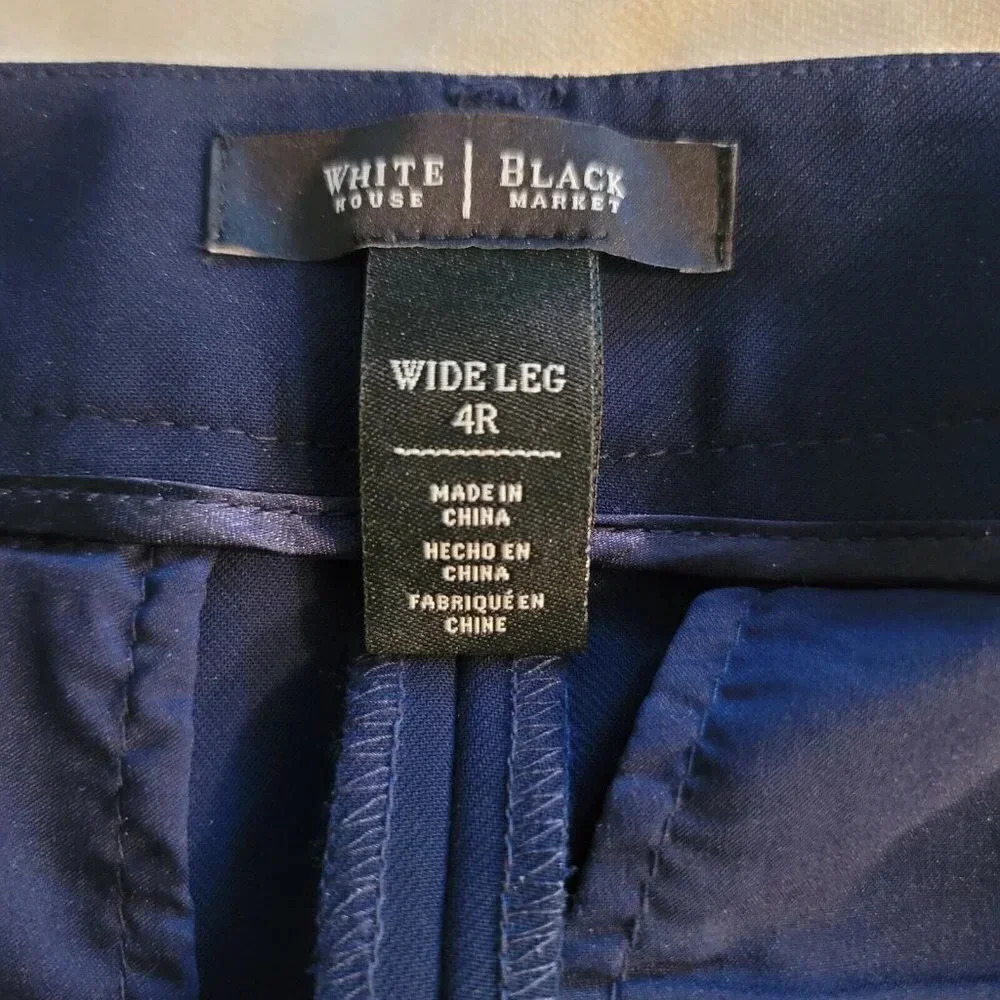 WHITE | BLACK
HOUSE | MARKET
WIDE LEG
4R
MADE IN
CHINA
HECHO EN
CHINA
FABRIQUÉ EN
CHINE